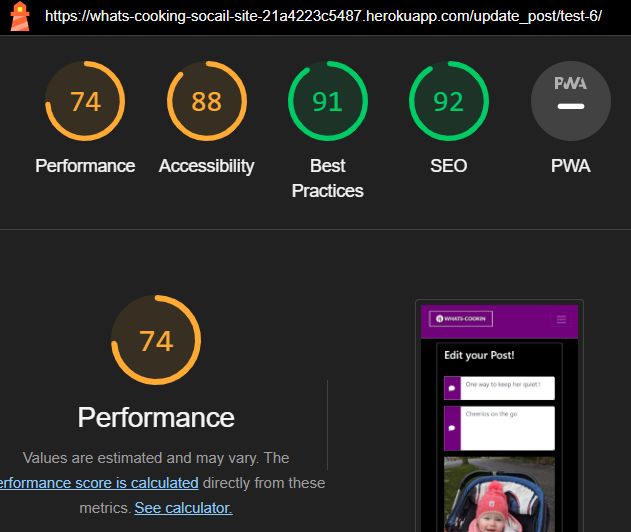 https://whats-cooking-socail-site-21a4223c5487.herokuapp.com/update_post/test-6/
74 88 91 92 PWA
Performance Accessibility Best SEO PWA
Practices
74
WHATS-COOKIN
Edit your Post!
One way to keep her quiet !
Cheerios on the go
Performance
Values are estimated and may vary. The
erformance score is calculated directly from these
metrics. See calculator.